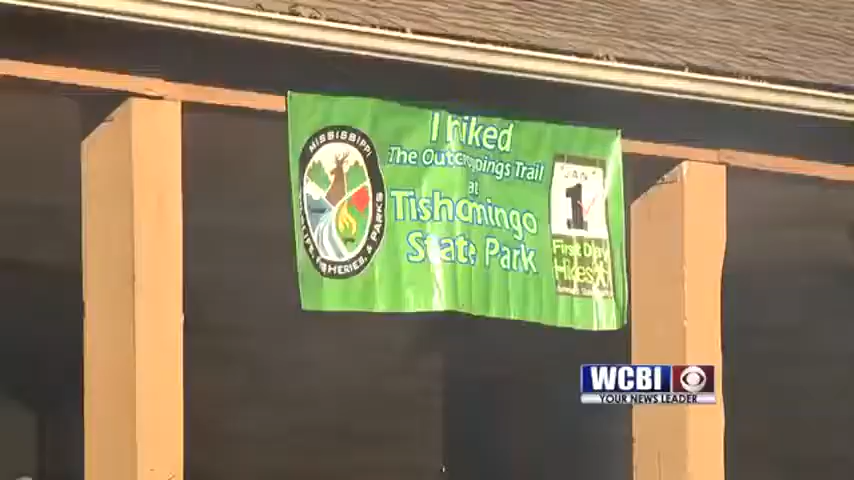 I hiked
The Outcroppings Trail
at
Tishomingo
State Park
MISSISSIPPI
WILDLIFE, FISHERIES, & PARKS
JAN
1
First Day
Hikes
WCBI
YOUR NEWS LEADER